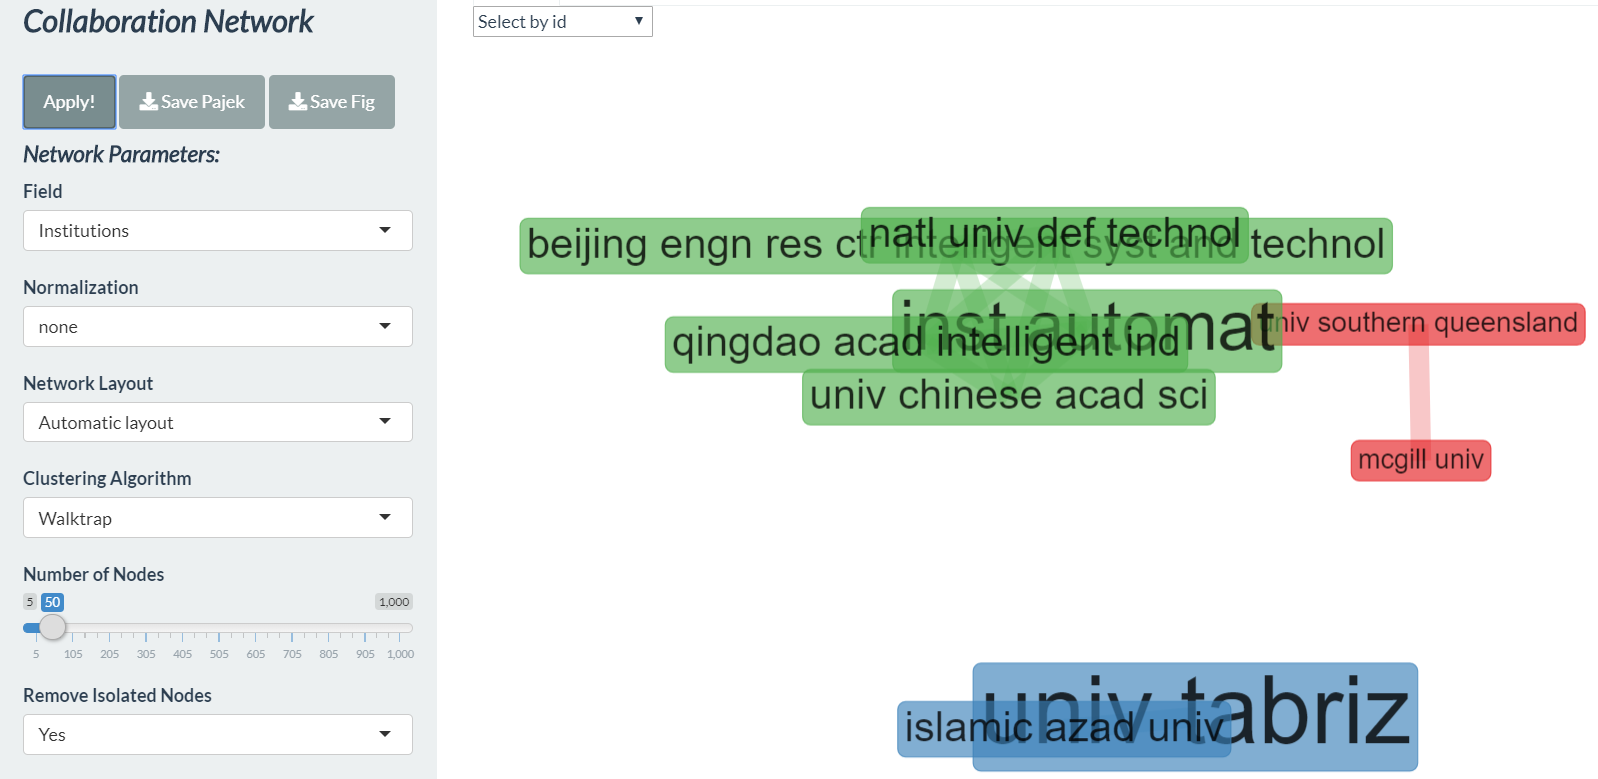 Collaboration Network
Select by id
Apply!
Save Pajek
Save Fig
Network Parameters:
Field
Institutions
Normalization
none
Network Layout
Automatic layout
Clustering Algorithm
Walktrap
Number of Nodes
5
50
1,000
5 105 205 305 405 505 605 705 805 905 1,000
Remove Isolated Nodes
Yes
natl univ def technol
beijing engn res ctr intelligent syst and technol
inst automat
univ southern queensland
qingdao acad intelligent ind
univ chinese acad sci
mcgill univ
univ tabriz
islamic azad univ